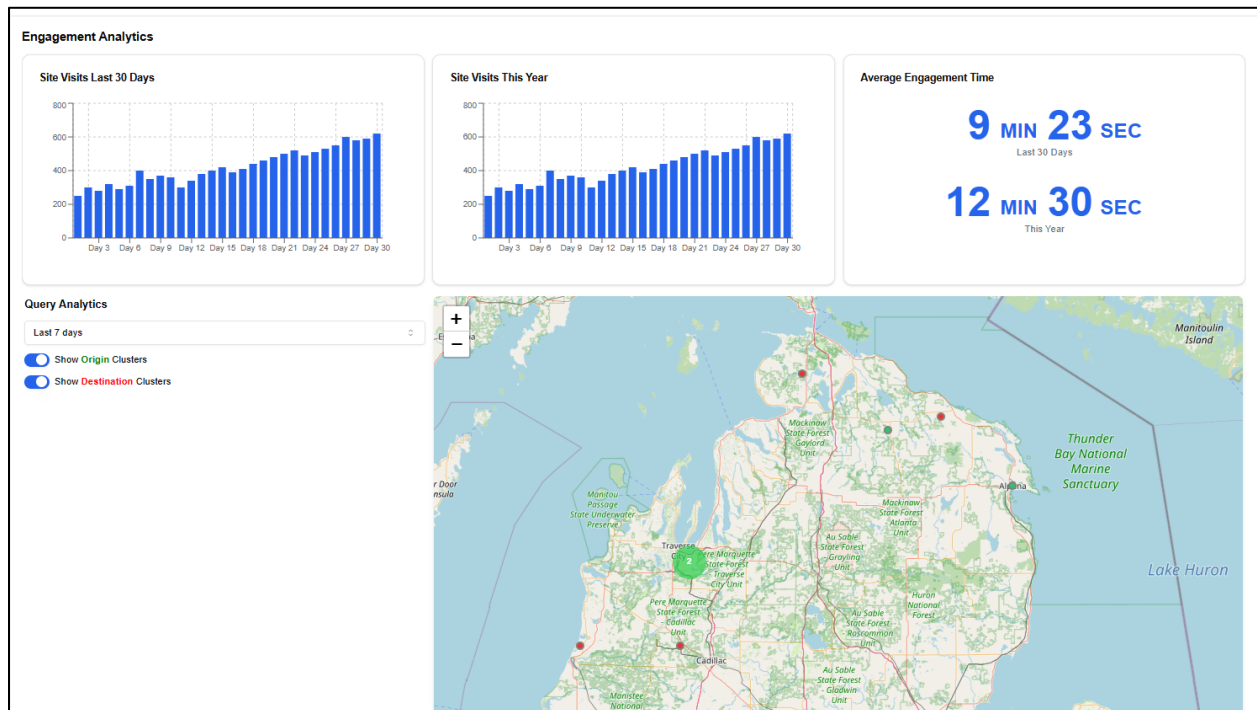 Engagement Analytics
Site Visits Last 30 Days
800
600
400
200
0
Day 3 Day 6 Day 9 Day 12 Day 15 Day 18 Day 21 Day 24 Day 27 Day 30
Site Visits This Year
800
600
400
200
0
Day 3 Day 6 Day 9 Day 12 Day 15 Day 18 Day 21 Day 24 Day 27 Day 30
Average Engagement Time
9 MIN 23 SEC
Last 30 Days
12 MIN 30 SEC
This Year
Query Analytics
Last 7 days
Show Origin Clusters
Show Destination Clusters
+
−
Manitoulin
Island
Mackinaw
State Forest
Gaylord
Unit
Thunder
Bay National
Marine
Sanctuary
Door
Manitou
Passage
State Underwater
Preserve
Alpena
Mackinaw
State Forest
Atlanta
Unit
Traverse
City
2
Pere Marquette
State Forest
- Traverse
City Unit
Au Sable
State Forest
- Grayling
Unit
Lake Huron
Huron
National
Forest
Pere Marquette
State Forest
- Cadillac
Unit
Au Sable
State Forest
- Roscommon
Unit
Cadillac
Au Sable
State Forest
- Gladwin
Unit
Manistee
National